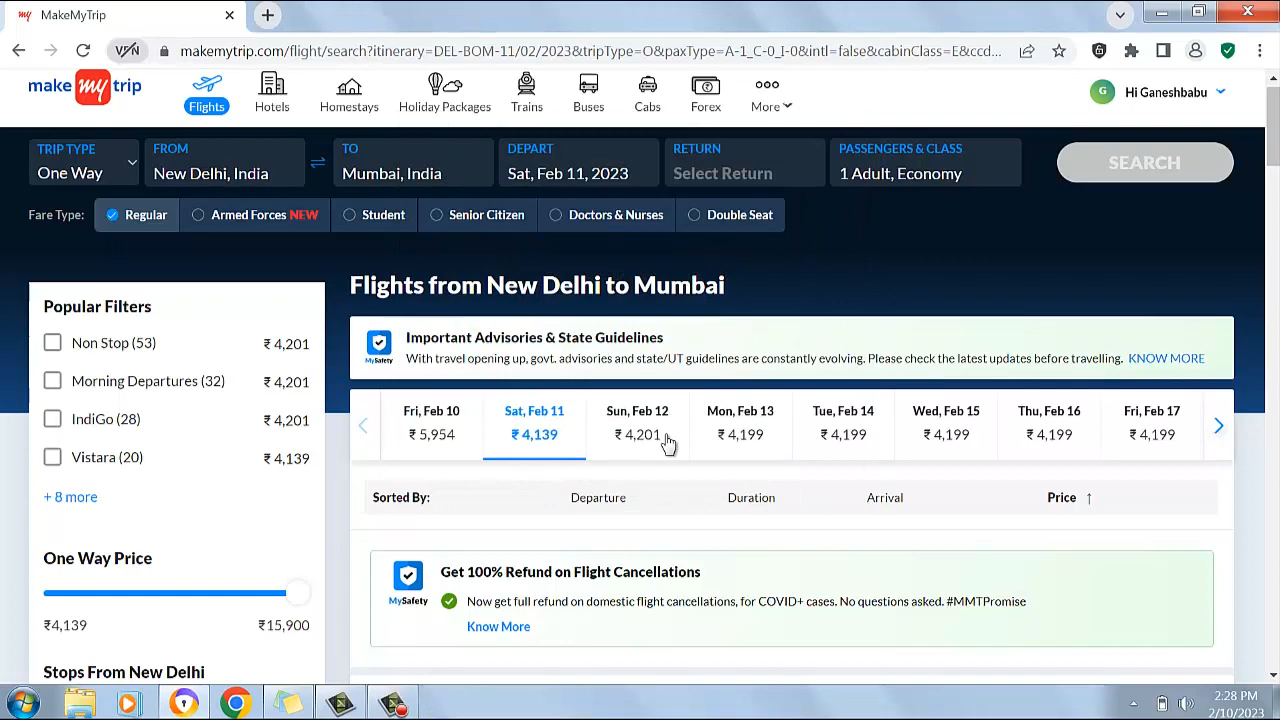 MakeMyTrip
VPN
makemytrip.com/flight/search?itinerary=DEL-BOM-11/02/2023&tripType=O&paxType=A-1_C-0_I-0&intl=false&cabinClass=E&ccd...
make my trip
Flights
Hotels
Homestays
Holiday Packages
Trains
Buses
Cabs
Forex
More
G
Hi Ganeshbabu
TRIP TYPE
One Way
FROM
New Delhi, India
TO
Mumbai, India
DEPART
Sat, Feb 11, 2023
RETURN
Select Return
PASSENGERS & CLASS
1 Adult, Economy
SEARCH
Fare Type:
Regular
Armed Forces NEW
Student
Senior Citizen
Doctors & Nurses
Double Seat
Flights from New Delhi to Mumbai
Popular Filters
Non Stop (53) ₹ 4,201
Morning Departures (32) ₹ 4,201
IndiGo (28) ₹ 4,201
Vistara (20) ₹ 4,139
+ 8 more
One Way Price
₹4,139 ₹15,900
Stops From New Delhi
MySafety
Important Advisories & State Guidelines
With travel opening up, govt. advisories and state/UT guidelines are constantly evolving. Please check the latest updates before travelling. KNOW MORE
Fri, Feb 10
₹ 5,954
Sat, Feb 11
₹ 4,139
Sun, Feb 12
₹ 4,201
Mon, Feb 13
₹ 4,199
Tue, Feb 14
₹ 4,199
Wed, Feb 15
₹ 4,199
Thu, Feb 16
₹ 4,199
Fri, Feb 17
₹ 4,199
Sorted By: Departure Duration Arrival Price ↑
MySafety
Get 100% Refund on Flight Cancellations
Now get full refund on domestic flight cancellations, for COVID+ cases. No questions asked. #MMTPromise
Know More
2:28 PM
2/10/2023